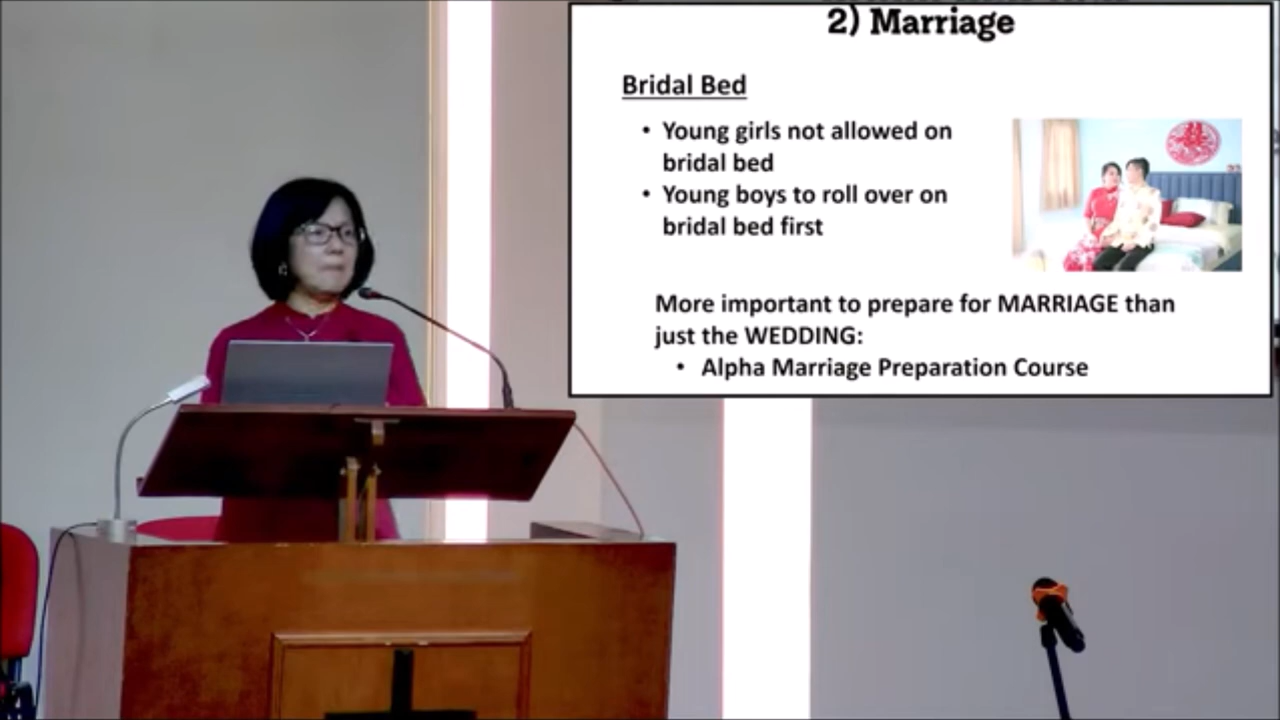 2) Marriage
Bridal Bed
• Young girls not allowed on
bridal bed
• Young boys to roll over on
bridal bed first
More important to prepare for MARRIAGE than
just the WEDDING:
• Alpha Marriage Preparation Course